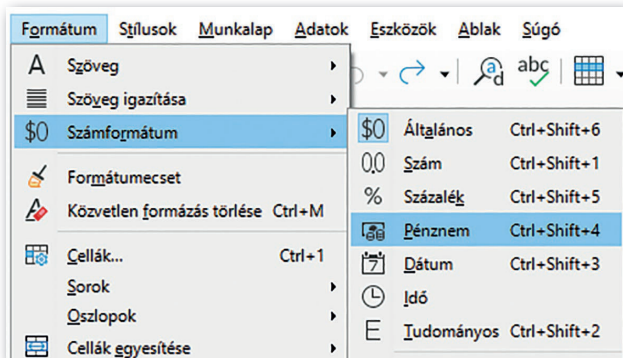 Formátum Stílusok Munkalap Adatok Eszközök Ablak Súgó
A Szöveg
Szöveg igazítása
$0 Számformátum
Formátumecset
Közvetlen formázás törlése Ctrl+M
Cellák... Ctrl+1
Sorok
Oszlopok
Cellák egyesítése
abc
$0 Általános Ctrl+Shift+6
0,0 Szám Ctrl+Shift+1
% Százalék Ctrl+Shift+5
Pénznem Ctrl+Shift+4
7 Dátum Ctrl+Shift+3
Idő
E Tudományos Ctrl+Shift+2